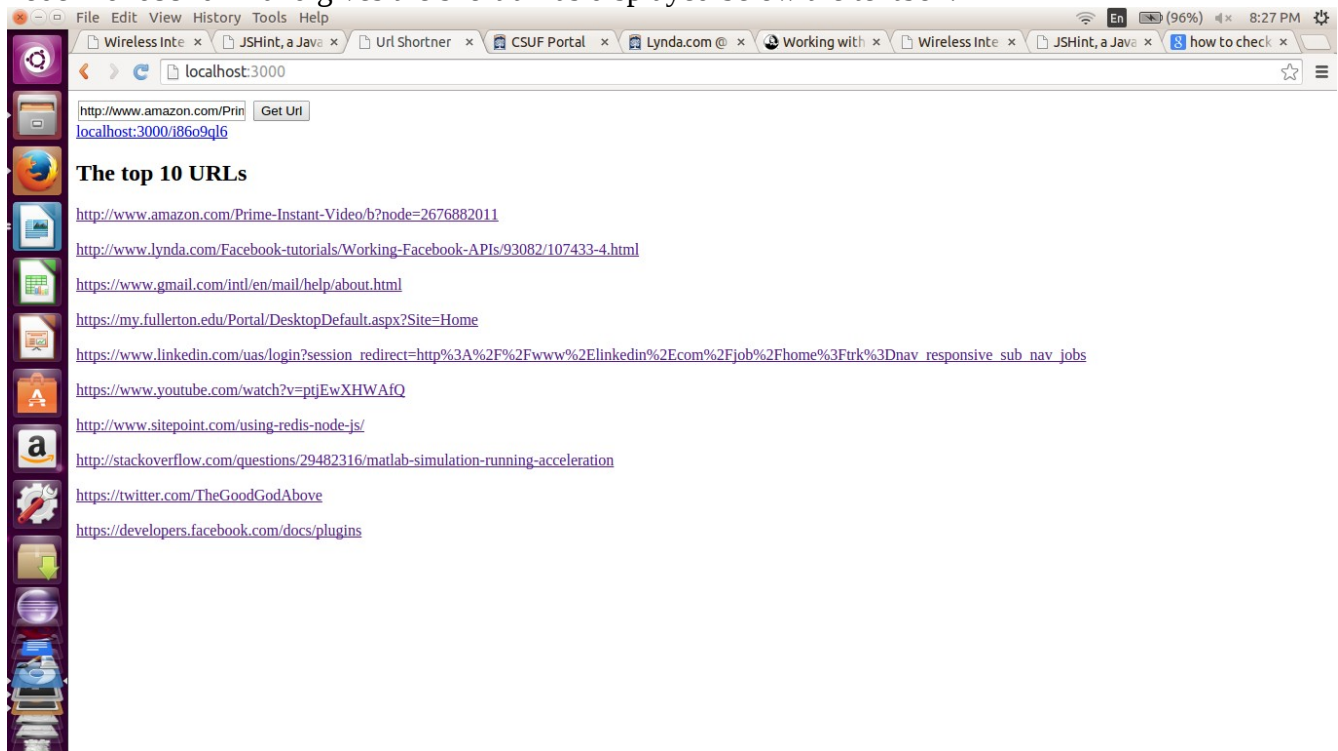 File Edit View History Tools Help En (96%) 8:27 PM
Wireless Inte × JSHint, a Java × Url Shortner × CSUF Portal × Lynda.com @ × Working with × Wireless Inte × JSHint, a Java × how to check ×
localhost:3000
http://www.amazon.com/Prin Get Url
localhost:3000/i86o9ql6
The top 10 URLs
http://www.amazon.com/Prime-Instant-Video/b?node=2676882011
http://www.lynda.com/Facebook-tutorials/Working-Facebook-APIs/93082/107433-4.html
https://www.gmail.com/intl/en/mail/help/about.html
https://my.fullerton.edu/Portal/DesktopDefault.aspx?Site=Home
https://www.linkedin.com/uas/login?session_redirect=http%3A%2F%2Fwww%2Elinkedin%2Ecom%2Fjob%2Fhome%3Ftrk%3Dnav_responsive_sub_nav_jobs
https://www.youtube.com/watch?v=ptjEwXHWAfQ
http://www.sitepoint.com/using-redis-node-js/
http://stackoverflow.com/questions/29482316/matlab-simulation-running-acceleration
https://twitter.com/TheGoodGodAbove
https://developers.facebook.com/docs/plugins